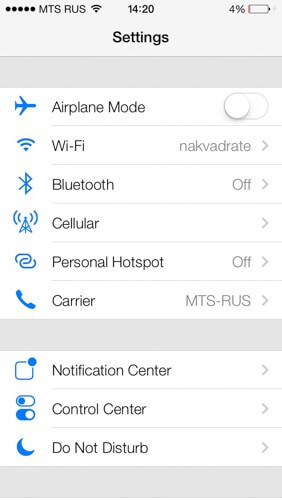 MTS RUS 14:20 4%
Settings
Airplane Mode
Wi-Fi nakvadrate
Bluetooth Off
Cellular
Personal Hotspot Off
Carrier MTS-RUS
Notification Center
Control Center
Do Not Disturb